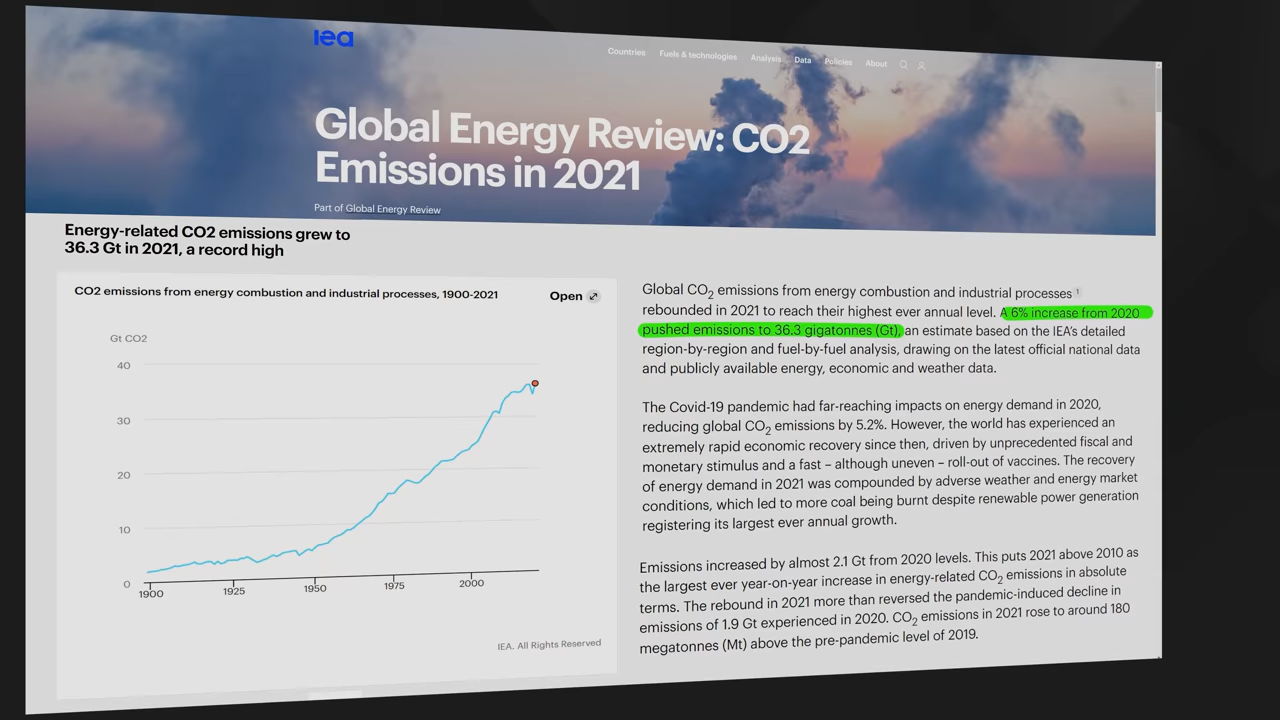 iea
Countries Fuels & technologies Analysis Data Policies About
Global Energy Review: CO2
Emissions in 2021
Part of Global Energy Review
Energy-related CO2 emissions grew to
36.3 Gt in 2021, a record high
CO2 emissions from energy combustion and industrial processes, 1900-2021
Open
Gt CO2
40
30
20
10
0
1900 1925 1950 1975 2000
IEA. All Rights Reserved
Global CO2 emissions from energy combustion and industrial processes 1
rebounded in 2021 to reach their highest ever annual level. A 6% increase from 2020
pushed emissions to 36.3 gigatonnes (Gt), an estimate based on the IEA's detailed
region-by-region and fuel-by-fuel analysis, drawing on the latest official national data
and publicly available energy, economic and weather data.
The Covid-19 pandemic had far-reaching impacts on energy demand in 2020,
reducing global CO2 emissions by 5.2%. However, the world has experienced an
extremely rapid economic recovery since then, driven by unprecedented fiscal and
monetary stimulus and a fast – although uneven – roll-out of vaccines. The recovery
of energy demand in 2021 was compounded by adverse weather and energy market
conditions, which led to more coal being burnt despite renewable power generation
registering its largest ever annual growth.
Emissions increased by almost 2.1 Gt from 2020 levels. This puts 2021 above 2010 as
the largest ever year-on-year increase in energy-related CO2 emissions in absolute
terms. The rebound in 2021 more than reversed the pandemic-induced decline in
emissions of 1.9 Gt experienced in 2020. CO2 emissions in 2021 rose to around 180
megatonnes (Mt) above the pre-pandemic level of 2019.